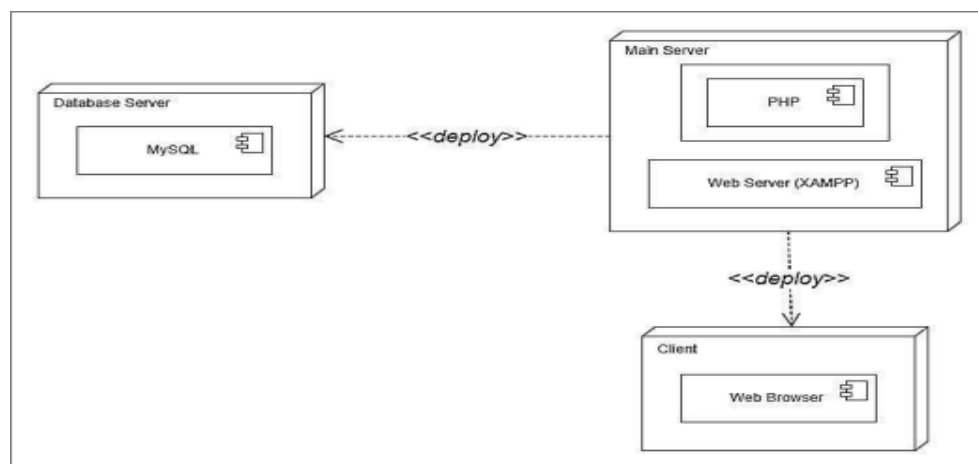 Main Server
PHP
Database Server
MySQL
<<deploy>>
Web Server (XAMPP)
<<deploy>>
Client
Web Browser